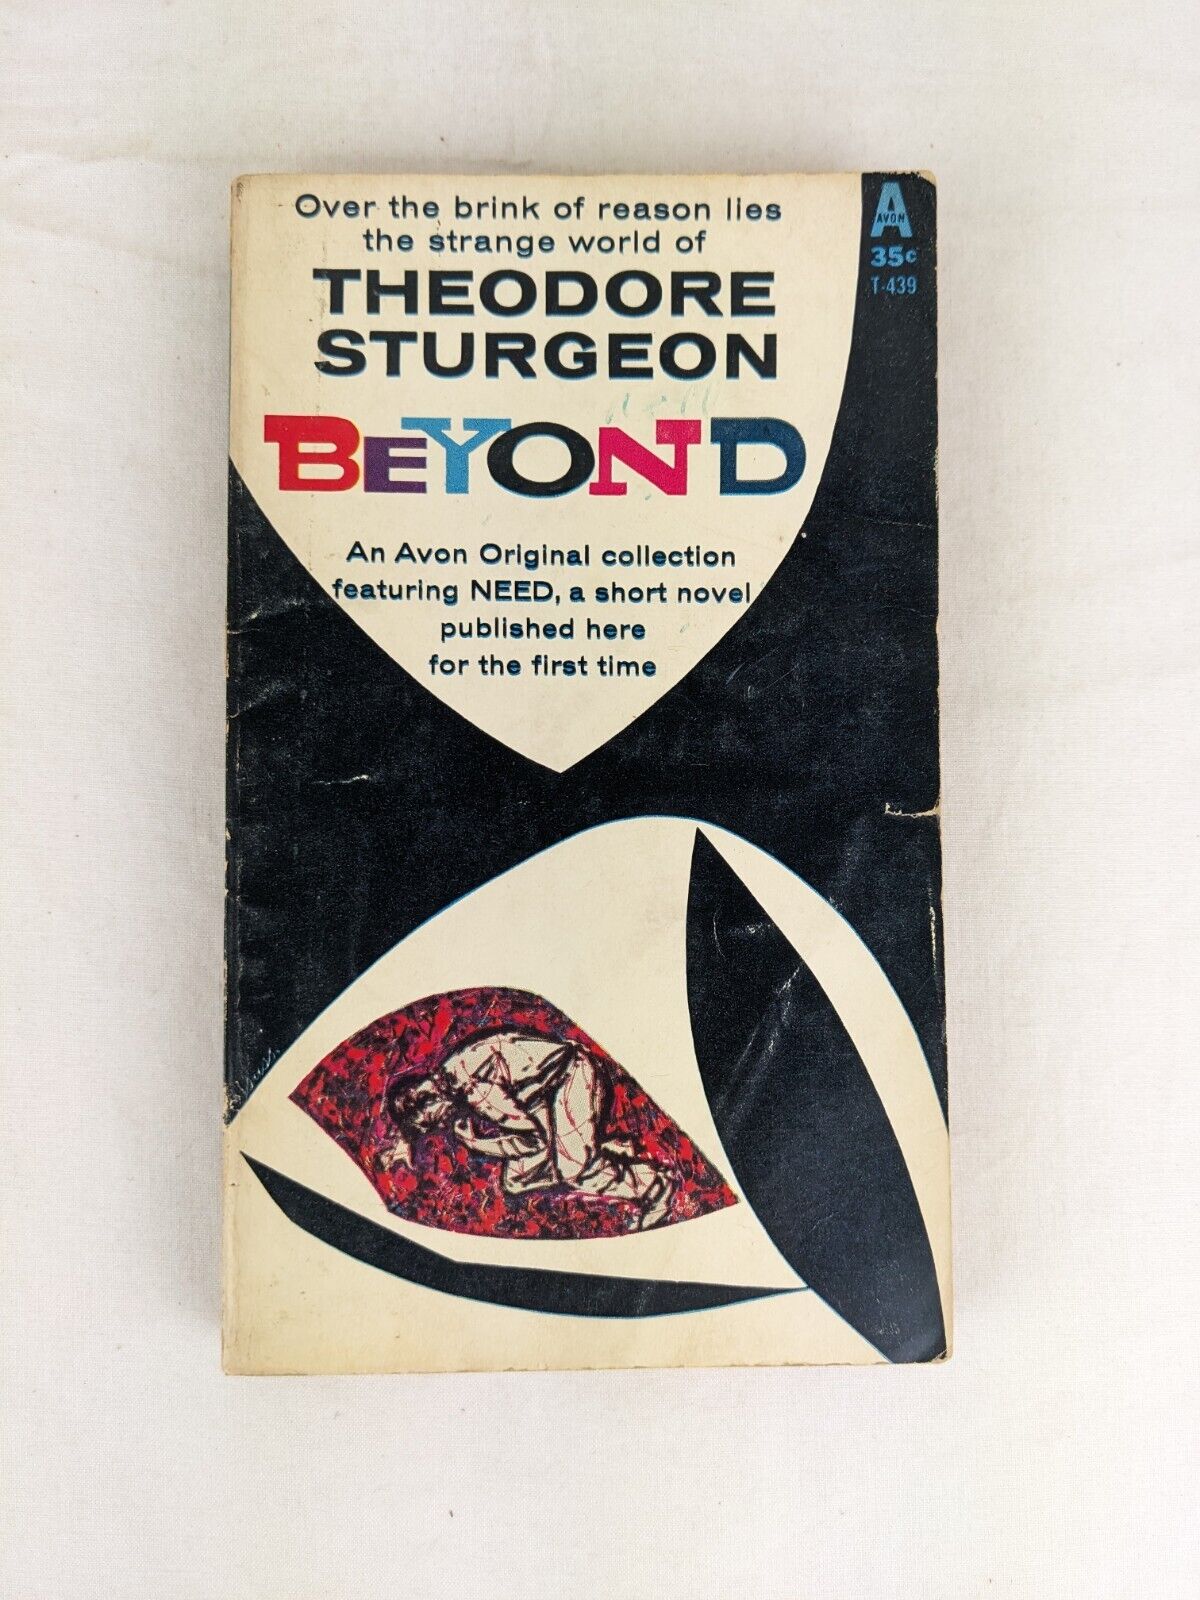 A
AVON
35¢
T-439
Over the brink of reason lies
the strange world of
THEODORE
STURGEON
BEYOND
An Avon Original collection
featuring NEED, a short novel
published here
for the first time